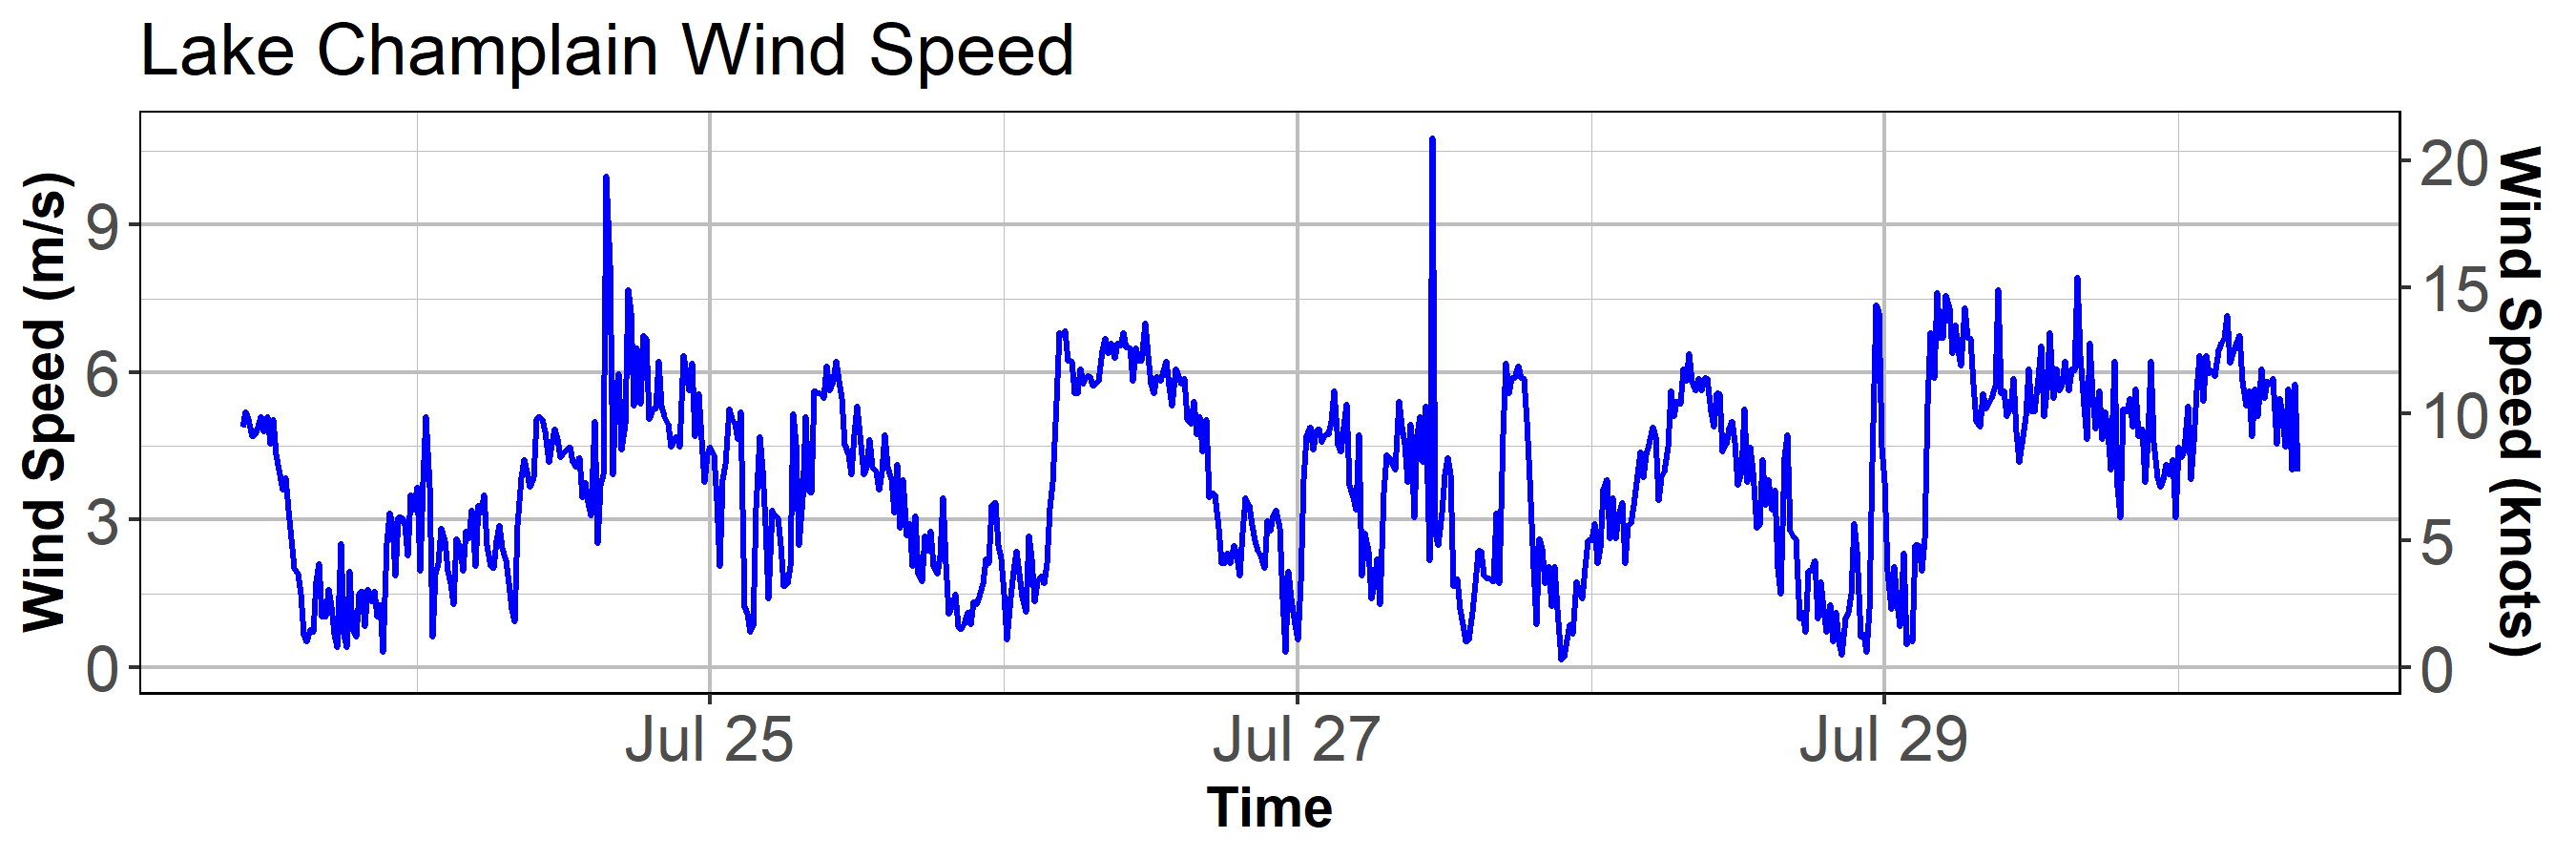 Lake Champlain Wind Speed
Wind Speed (m/s)
9
6
3
0
20
15
10
5
0
Wind Speed (knots)
Jul 25
Jul 27
Jul 29
Time